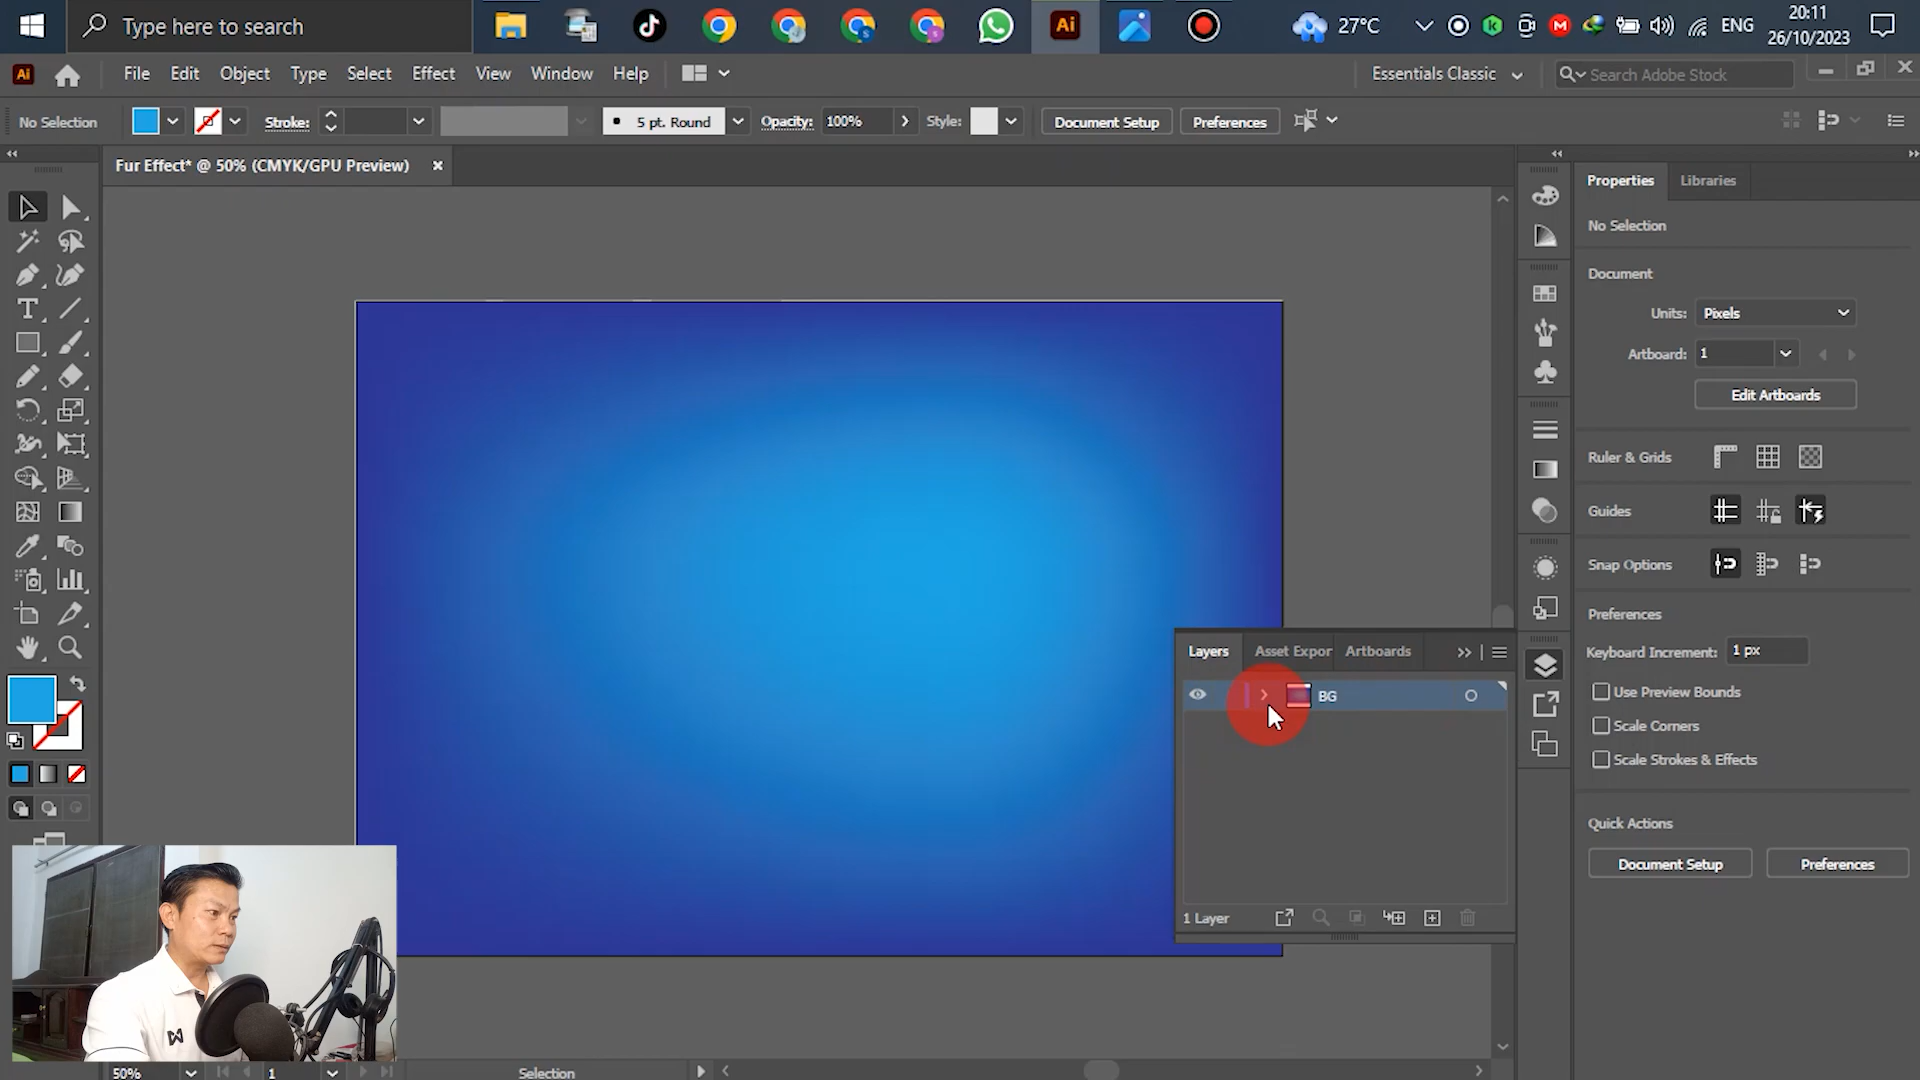 Type here to search
27°C
ENG
20:11
26/10/2023
File Edit Object Type Select Effect View Window Help
Essentials Classic
Search Adobe Stock
No Selection
Stroke:
5 pt. Round
Opacity: 100%
Style:
Document Setup
Preferences
Fur Effect* @ 50% (CMYK/GPU Preview)
Properties
Libraries
No Selection
Document
Units: Pixels
Artboard: 1
Edit Artboards
Ruler & Grids
Guides
Snap Options
Preferences
Keyboard Increment: 1 px
Use Preview Bounds
Scale Corners
Scale Strokes & Effects
Quick Actions
Document Setup
Preferences
Layers
Asset Expor
Artboards
BG
1 Layer
50%
1
Selection